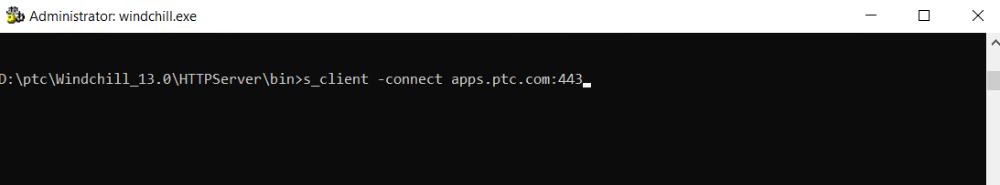 Administrator: windchill.exe
D:\ptc\Windchill_13.0\HTTPServer\bin>s_client -connect apps.ptc.com:443